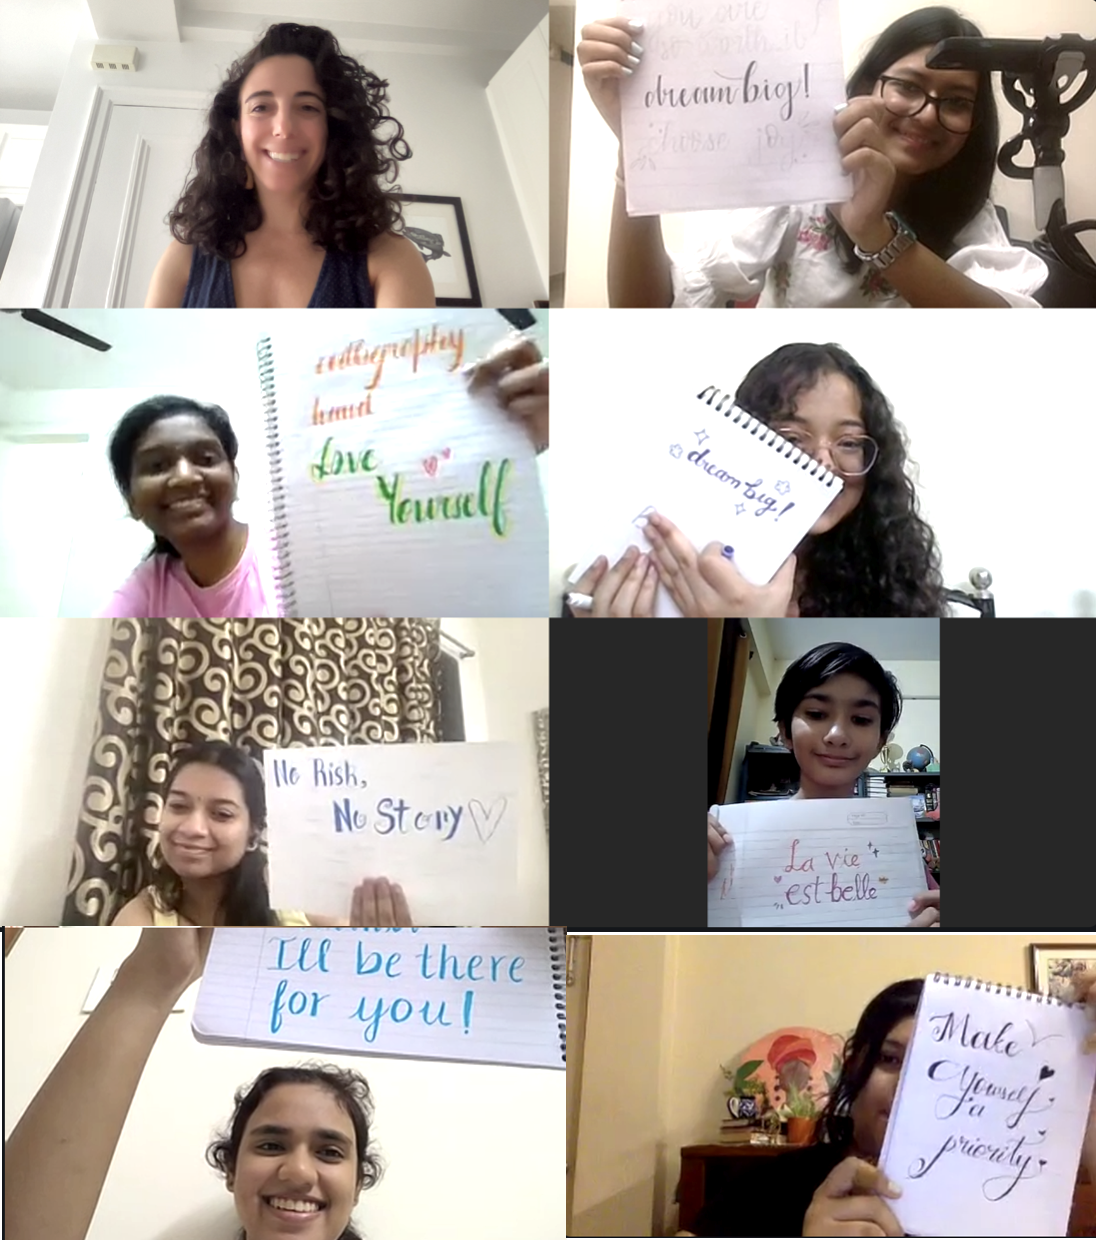 you are
so worth it
dream big!
choose joy
calligraphy
hand
Love
Yourself
dream big!
No Risk,
No Story
La vie
est belle
I'll be there
for you!
Make
Yourself
a
priority